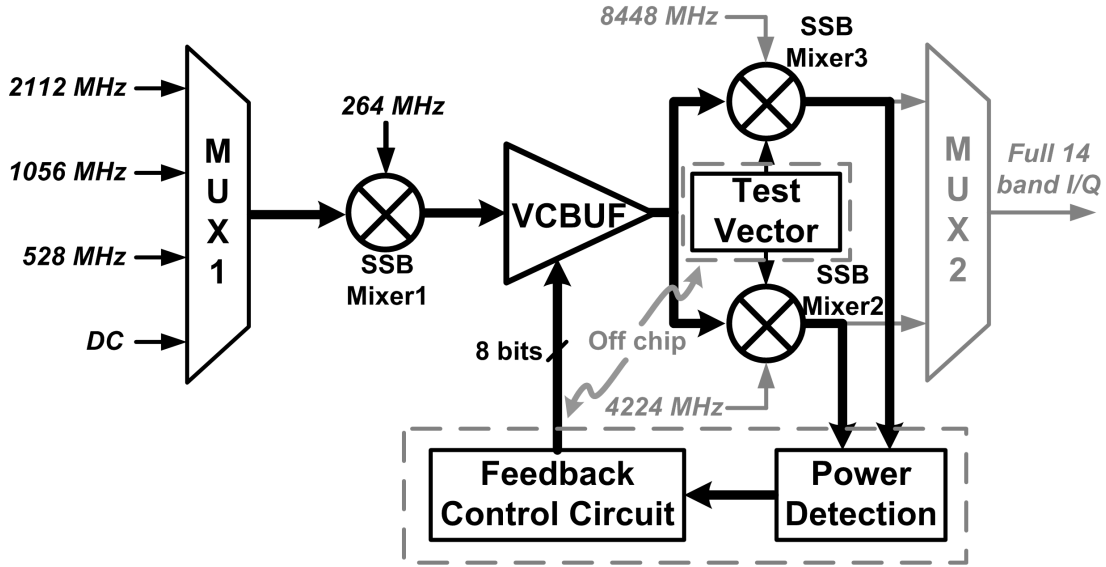 8448 MHz
SSB
Mixer3
2112 MHz
264 MHz
1056 MHz
528 MHz
DC
M
U
X
1
SSB
Mixer1
VCBUF
Test
Vector
SSB
Mixer2
M
U
X
2
Full 14
band I/Q
8 bits
Off chip
4224 MHz
Feedback
Control Circuit
Power
Detection